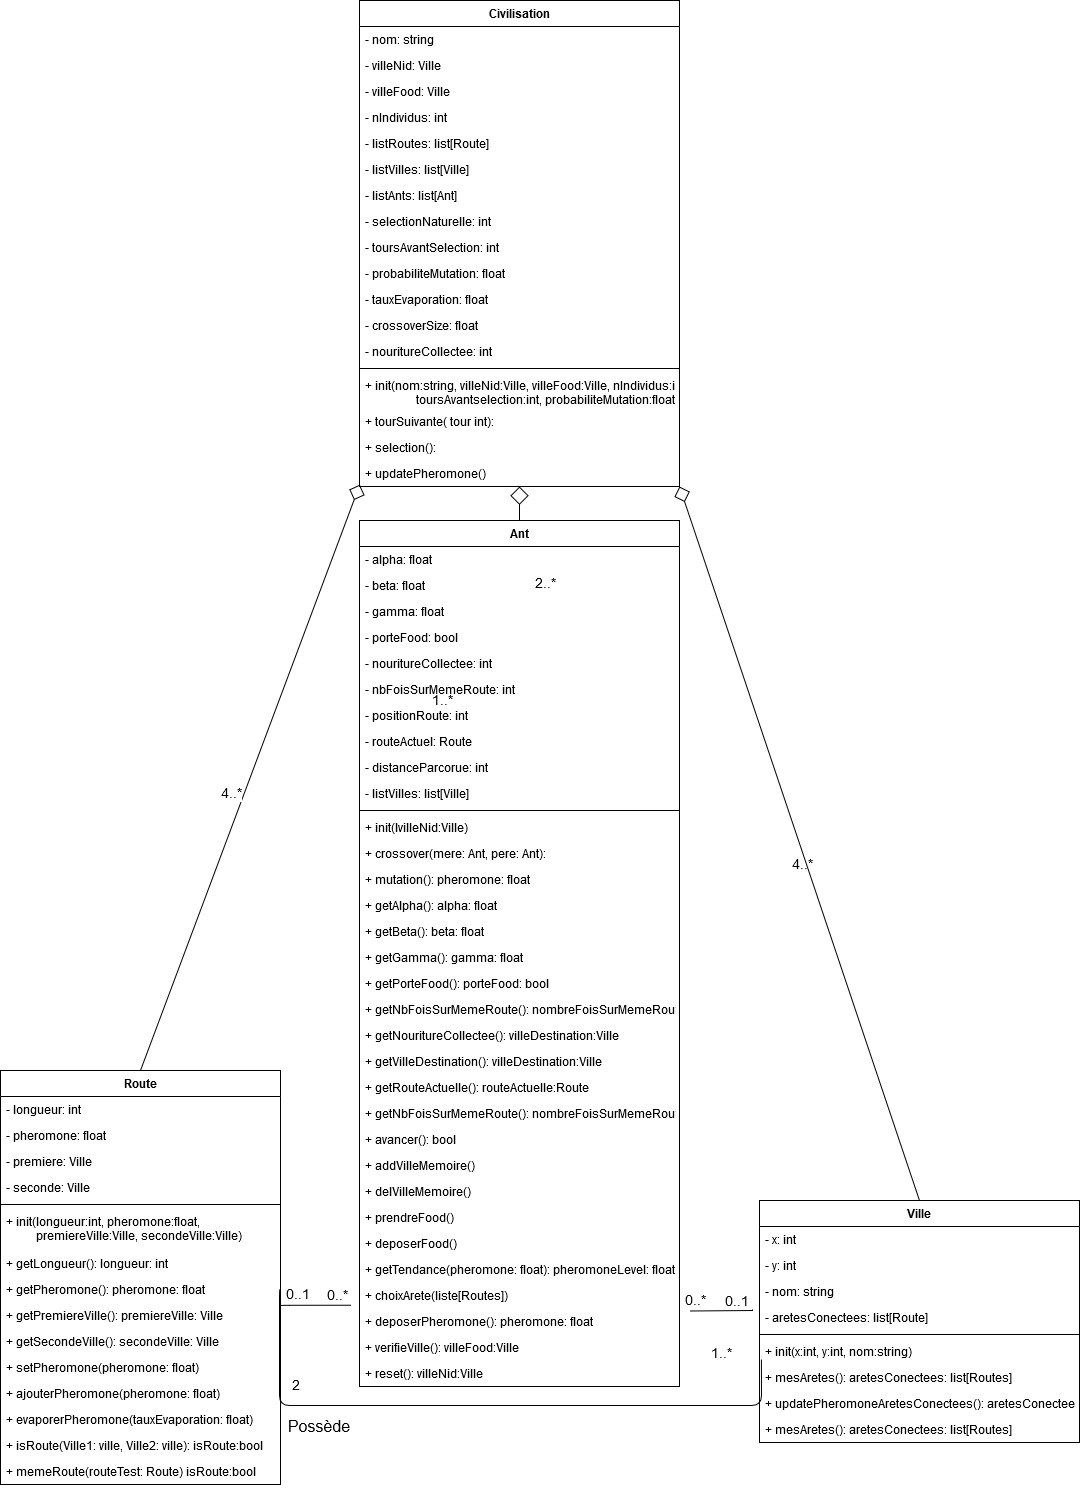 Civilisation
- nom: string
- villeNid: Ville
- villeFood: Ville
- nIndividus: int
- listRoutes: list[Route]
- listVilles: list[Ville]
- listAnts: list[Ant]
- selectionNaturelle: int
- toursAvantSelection: int
- probabiliteMutation: float
- tauxEvaporation: float
- crossoverSize: float
- nouritureCollectee: int
+ init(nom:string, villeNid:Ville, villeFood:Ville, nIndividus:i
toursAvantselection:int, probabiliteMutation:float
+ tourSuivante( tour int):
+ selection():
+ updatePheromone()
Ant
- alpha: float
- beta: float
2..*
- gamma: float
- porteFood: bool
- nouritureCollectee: int
- nbFoisSurMemeRoute: int
1..*
- positionRoute: int
- routeActuel: Route
- distanceParcorue: int
- listVilles: list[Ville]
+ init(lvilleNid:Ville)
+ crossover(mere: Ant, pere: Ant):
+ mutation(): pheromone: float
+ getAlpha(): alpha: float
+ getBeta(): beta: float
+ getGamma(): gamma: float
+ getPorteFood(): porteFood: bool
+ getNbFoisSurMemeRoute(): nombreFoisSurMemeRou
+ getNouritureCollectee(): villeDestination:Ville
+ getVilleDestination(): villeDestination:Ville
+ getRouteActuelle(): routeActuelle:Route
+ getNbFoisSurMemeRoute(): nombreFoisSurMemeRou
+ avancer(): bool
+ addVilleMemoire()
+ delVilleMemoire()
+ prendreFood()
+ deposerFood()
+ getTendance(pheromone: float): pheromoneLevel: float
+ choixArete(liste[Routes])
+ deposerPheromone(): pheromone: float
+ verifieVille(): villeFood:Ville
+ reset(): villeNid:Ville
4..*
4..*
Route
- longueur: int
- pheromone: float
- premiere: Ville
- seconde: Ville
+ init(longueur:int, pheromone:float,
premiereVille:Ville, secondeVille:Ville)
+ getLongueur(): longueur: int
+ getPheromone(): pheromone: float
+ getPremiereVille(): premiereVille: Ville
+ getSecondeVille(): secondeVille: Ville
+ setPheromone(pheromone: float)
+ ajouterPheromone(pheromone: float)
+ evaporerPheromone(tauxEvaporation: float)
+ isRoute(Ville1: ville, Ville2: ville): isRoute:bool
+ memeRoute(routeTest: Route) isRoute:bool
0..1 0..*
2
Possède
0..* 0..1
1..*
Ville
- x: int
- y: int
- nom: string
- aretesConectees: list[Route]
+ init(x:int, y:int, nom:string)
+ mesAretes(): aretesConectees: list[Routes]
+ updatePheromoneAretesConectees(): aretesConectee
+ mesAretes(): aretesConectees: list[Routes]